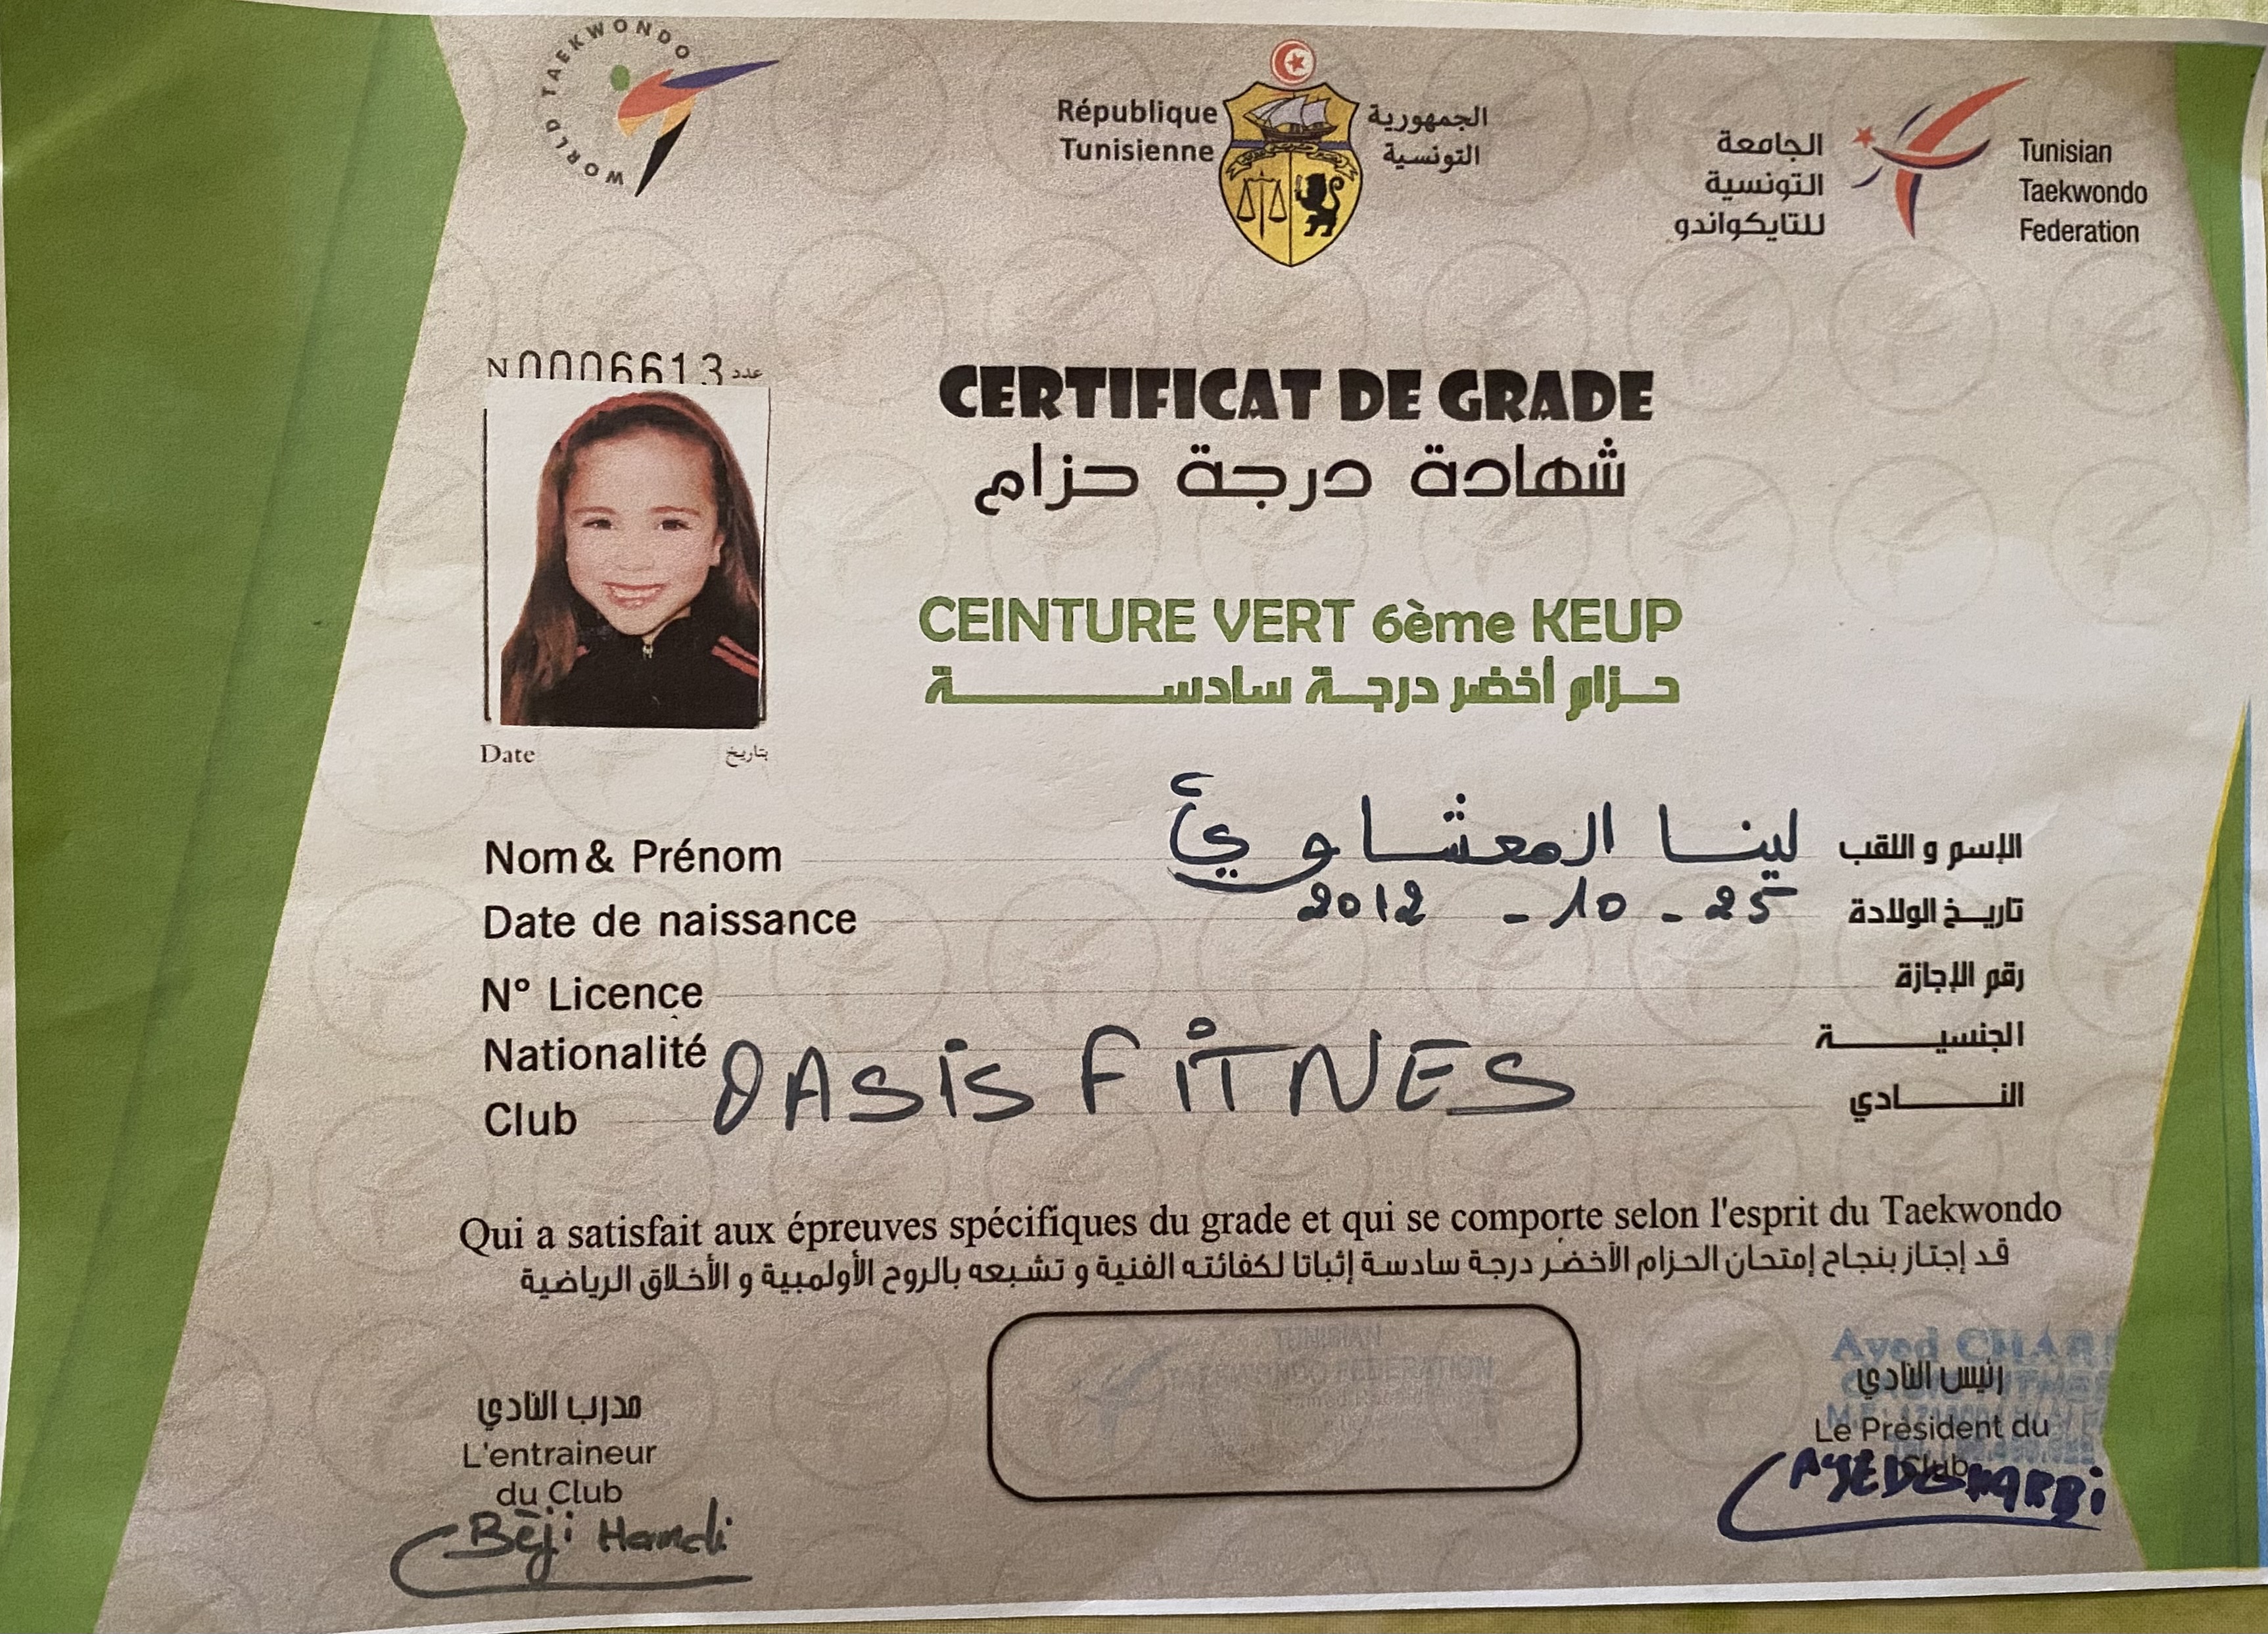 WORLD TAEKWONDO
République Tunisienne
الجمهورية التونسية
الجامعة التونسية للتايكواندو
Tunisian Taekwondo Federation
N 0006613 عدد
CERTIFICAT DE GRADE
شهادة درجة حزام
CEINTURE VERT 6ème KEUP
حزام أخضر درجة سادسة
Date بتاريخ
Nom & Prénom لينا المعشاوي الإسم و اللقب
Date de naissance 25 - 10 - 2012 تاريخ الولادة
N° Licence رقم الإجازة
Nationalité الجنسية
Club OASIS FITNES النادي
Qui a satisfait aux épreuves spécifiques du grade et qui se comporte selon l'esprit du Taekwondo
قد إجتاز بنجاح إمتحان الحزام الأخضر درجة سادسة إثباتا لكفائته الفنية و تشبعه بالروح الأولمبية و الأخلاق الرياضية
مدرب النادي
L'entraineur
du Club
Béji Hamdi
TUNISIAN
TAEKWONDO FEDERATION
Ayed
رئيس النادي
Le Président du
Club
AYED GHARBI